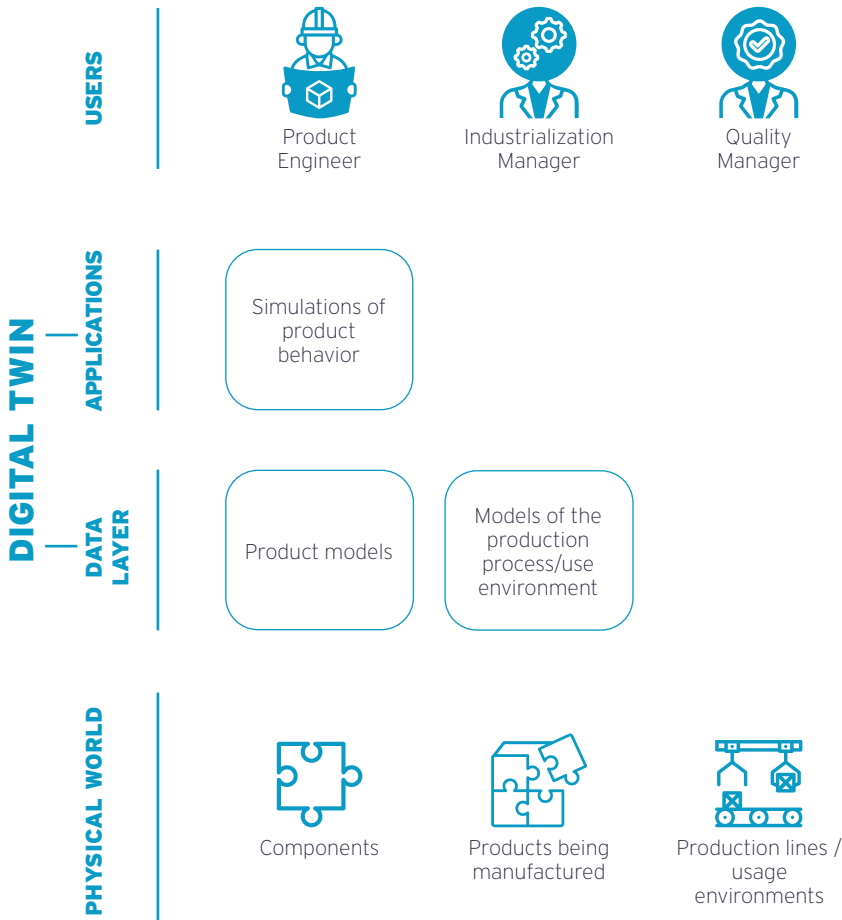 USERS
Product
Engineer
Industrialization
Manager
Quality
Manager
DIGITAL TWIN
APPLICATIONS
Simulations of
product
behavior
DATA
LAYER
Product models
Models of the
production
process/use
environment
PHYSICAL WORLD
Components
Products being
manufactured
Production lines /
usage
environments